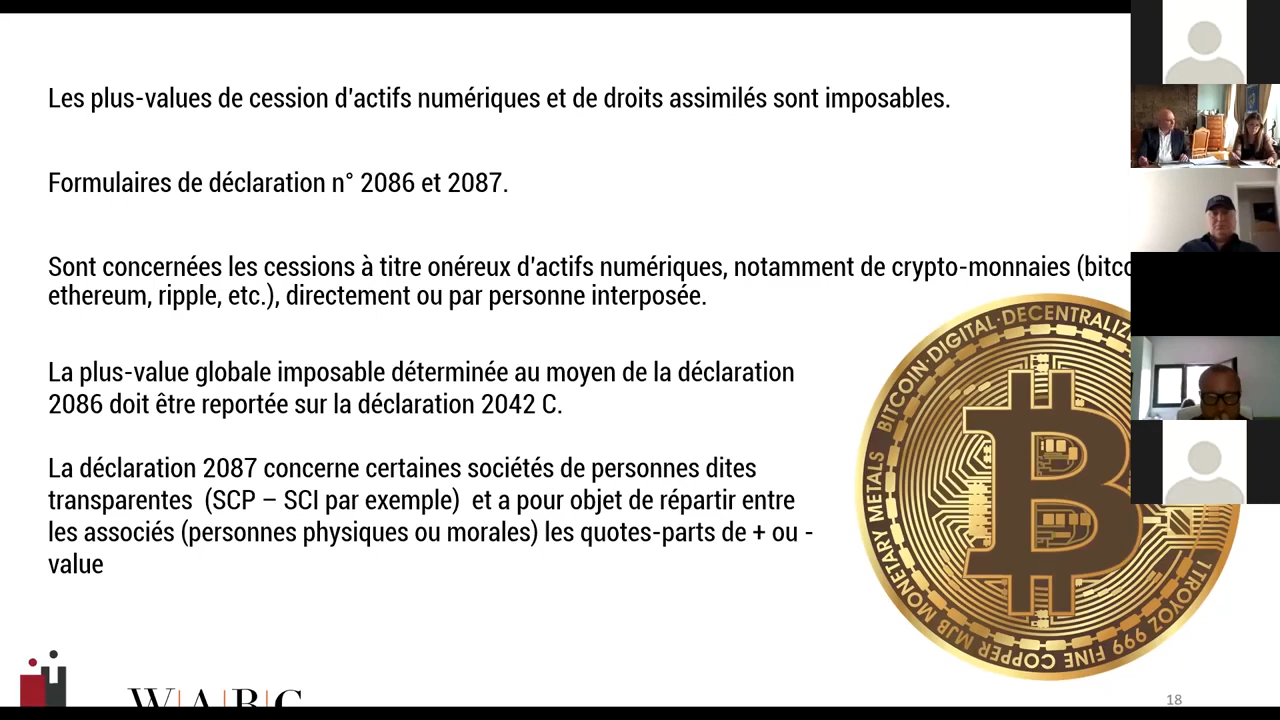 Les plus-values de cession d'actifs numériques et de droits assimilés sont imposables.
Formulaires de déclaration n° 2086 et 2087.
Sont concernées les cessions à titre onéreux d'actifs numériques, notamment de crypto-monnaies (bitco
ethereum, ripple, etc.), directement ou par personne interposée.
La plus-value globale imposable déterminée au moyen de la déclaration
2086 doit être reportée sur la déclaration 2042 C.
La déclaration 2087 concerne certaines sociétés de personnes dites
transparentes (SCP – SCI par exemple) et a pour objet de répartir entre
les associés (personnes physiques ou morales) les quotes-parts de + ou -
value
BITCOIN·DIGITAL·DECENTRALIZ
1 TROY OZ 999 FINE COPPER MJB MONETARY METALS
W|A|B|C
18